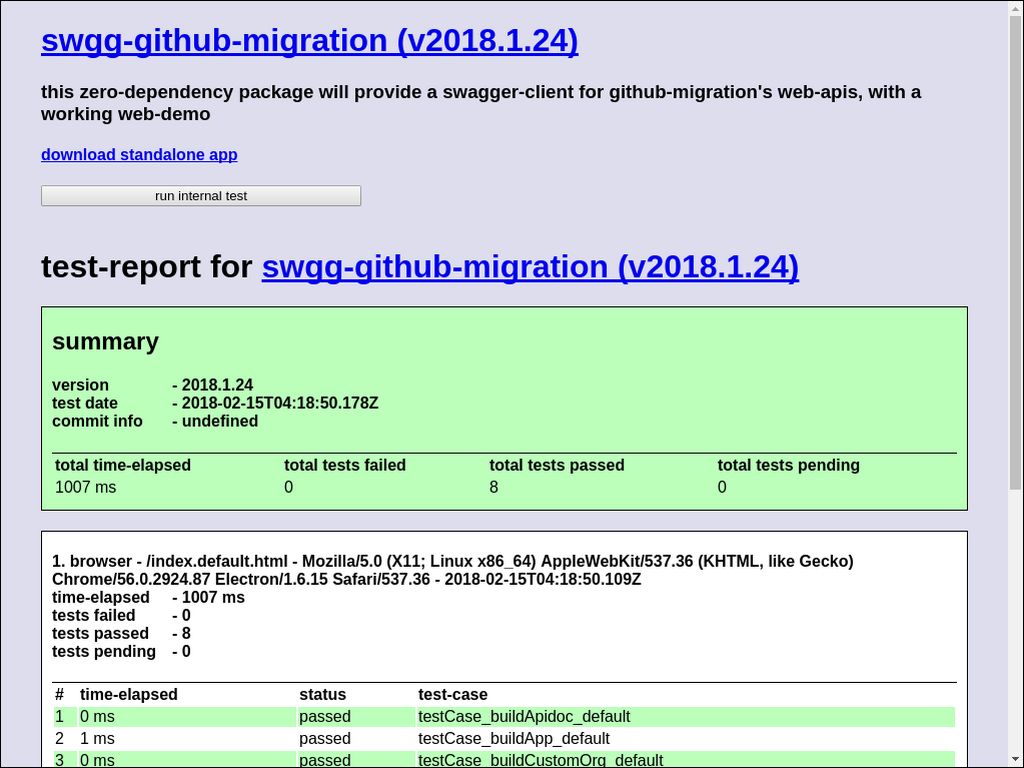 swgg-github-migration (v2018.1.24)
this zero-dependency package will provide a swagger-client for github-migration's web-apis, with a
working web-demo
download standalone app
run internal test
test-report for swgg-github-migration (v2018.1.24)
summary
version - 2018.1.24
test date - 2018-02-15T04:18:50.178Z
commit info - undefined
total time-elapsed total tests failed total tests passed total tests pending
1007 ms 0 8 0
1. browser - /index.default.html - Mozilla/5.0 (X11; Linux x86_64) AppleWebKit/537.36 (KHTML, like Gecko)
Chrome/56.0.2924.87 Electron/1.6.15 Safari/537.36 - 2018-02-15T04:18:50.109Z
time-elapsed - 1007 ms
tests failed - 0
tests passed - 8
tests pending - 0
# time-elapsed status test-case
1 0 ms passed testCase_buildApidoc_default
2 1 ms passed testCase_buildApp_default
3 0 ms passed testCase_buildCustomOrg_default